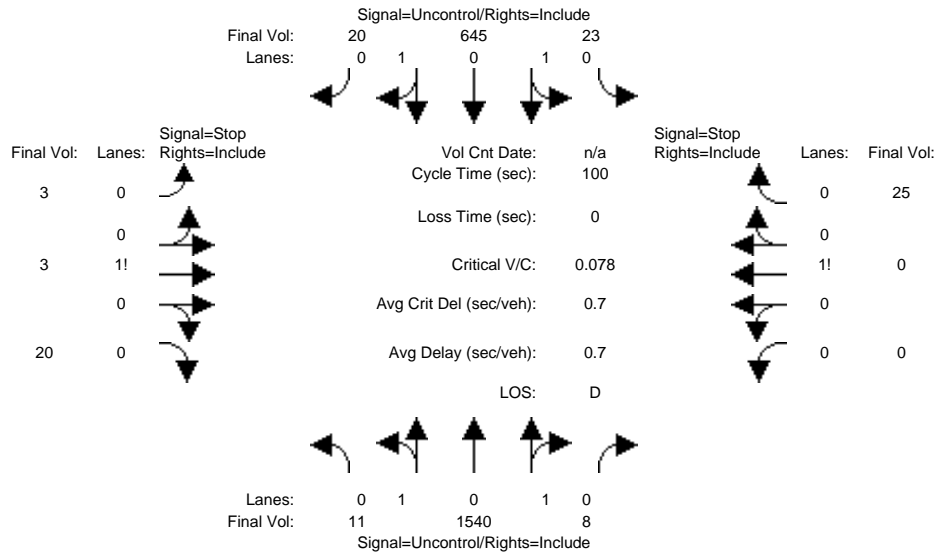 Signal=Uncontrol/Rights=Include
Final Vol: 20 645 23
Lanes: 0 1 0 1 0
Signal=Stop
Final Vol: Lanes: Rights=Include
Vol Cnt Date: n/a
Signal=Stop
Rights=Include Lanes: Final Vol:
Cycle Time (sec): 100
3 0
0 25
Loss Time (sec): 0
0
0
3 1!
Critical V/C: 0.078
1! 0
0
Avg Crit Del (sec/veh): 0.7
0
20 0
Avg Delay (sec/veh): 0.7
0 0
LOS: D
Lanes: 0 1 0 1 0
Final Vol: 11 1540 8
Signal=Uncontrol/Rights=Include